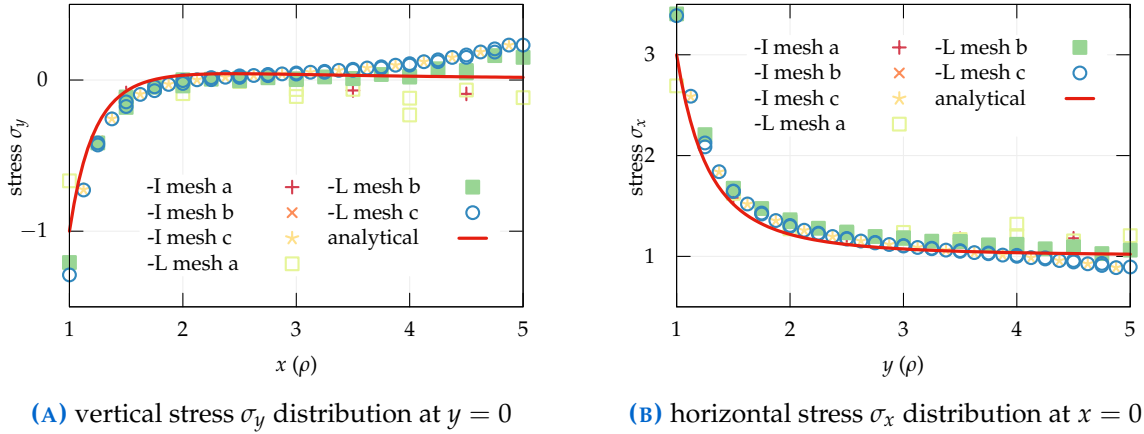 0
−1
stress σy
-I mesh a
-I mesh b
-I mesh c
-L mesh a
-L mesh b
-L mesh c
analytical
1 2 3 4 5
x (ρ)
(A) vertical stress σy distribution at y = 0
3
2
1
stress σx
-I mesh a
-I mesh b
-I mesh c
-L mesh a
-L mesh b
-L mesh c
analytical
1 2 3 4 5
y (ρ)
(B) horizontal stress σx distribution at x = 0